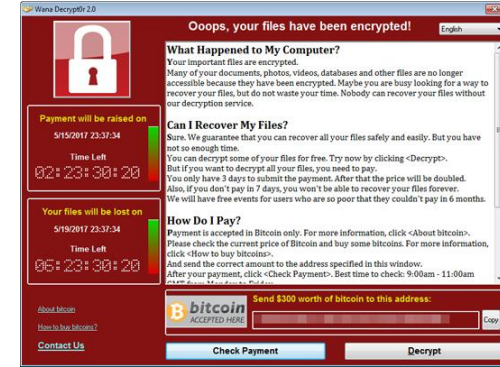 Wana Decrypt0r 2.0
Ooops, your files have been encrypted!
English
What Happened to My Computer?
Your important files are encrypted.
Many of your documents, photos, videos, databases and other files are no longer
accessible because they have been encrypted. Maybe you are busy looking for a way to
recover your files, but do not waste your time. Nobody can recover your files without
our decryption service.
Can I Recover My Files?
Sure. We guarantee that you can recover all your files safely and easily. But you have
not so enough time.
You can decrypt some of your files for free. Try now by clicking <Decrypt>.
But if you want to decrypt all your files, you need to pay.
You only have 3 days to submit the payment. After that the price will be doubled.
Also, if you don't pay in 7 days, you won't be able to recover your files forever.
We will have free events for users who are so poor that they couldn't pay in 6 months.
How Do I Pay?
Payment is accepted in Bitcoin only. For more information, click <About bitcoin>.
Please check the current price of Bitcoin and buy some bitcoins. For more information,
click <How to buy bitcoins>.
And send the correct amount to the address specified in this window.
After your payment, click <Check Payment>. Best time to check: 9:00am - 11:00am
GMT from Monday to Friday.
Payment will be raised on
5/15/2017 23:37:34
Time Left
02:23:30:20
Your files will be lost on
5/19/2017 23:37:34
Time Left
06:23:30:20
About bitcoin
How to buy bitcoins?
Contact Us
bitcoin
ACCEPTED HERE
Send $300 worth of bitcoin to this address:
Copy
Check Payment
Decrypt